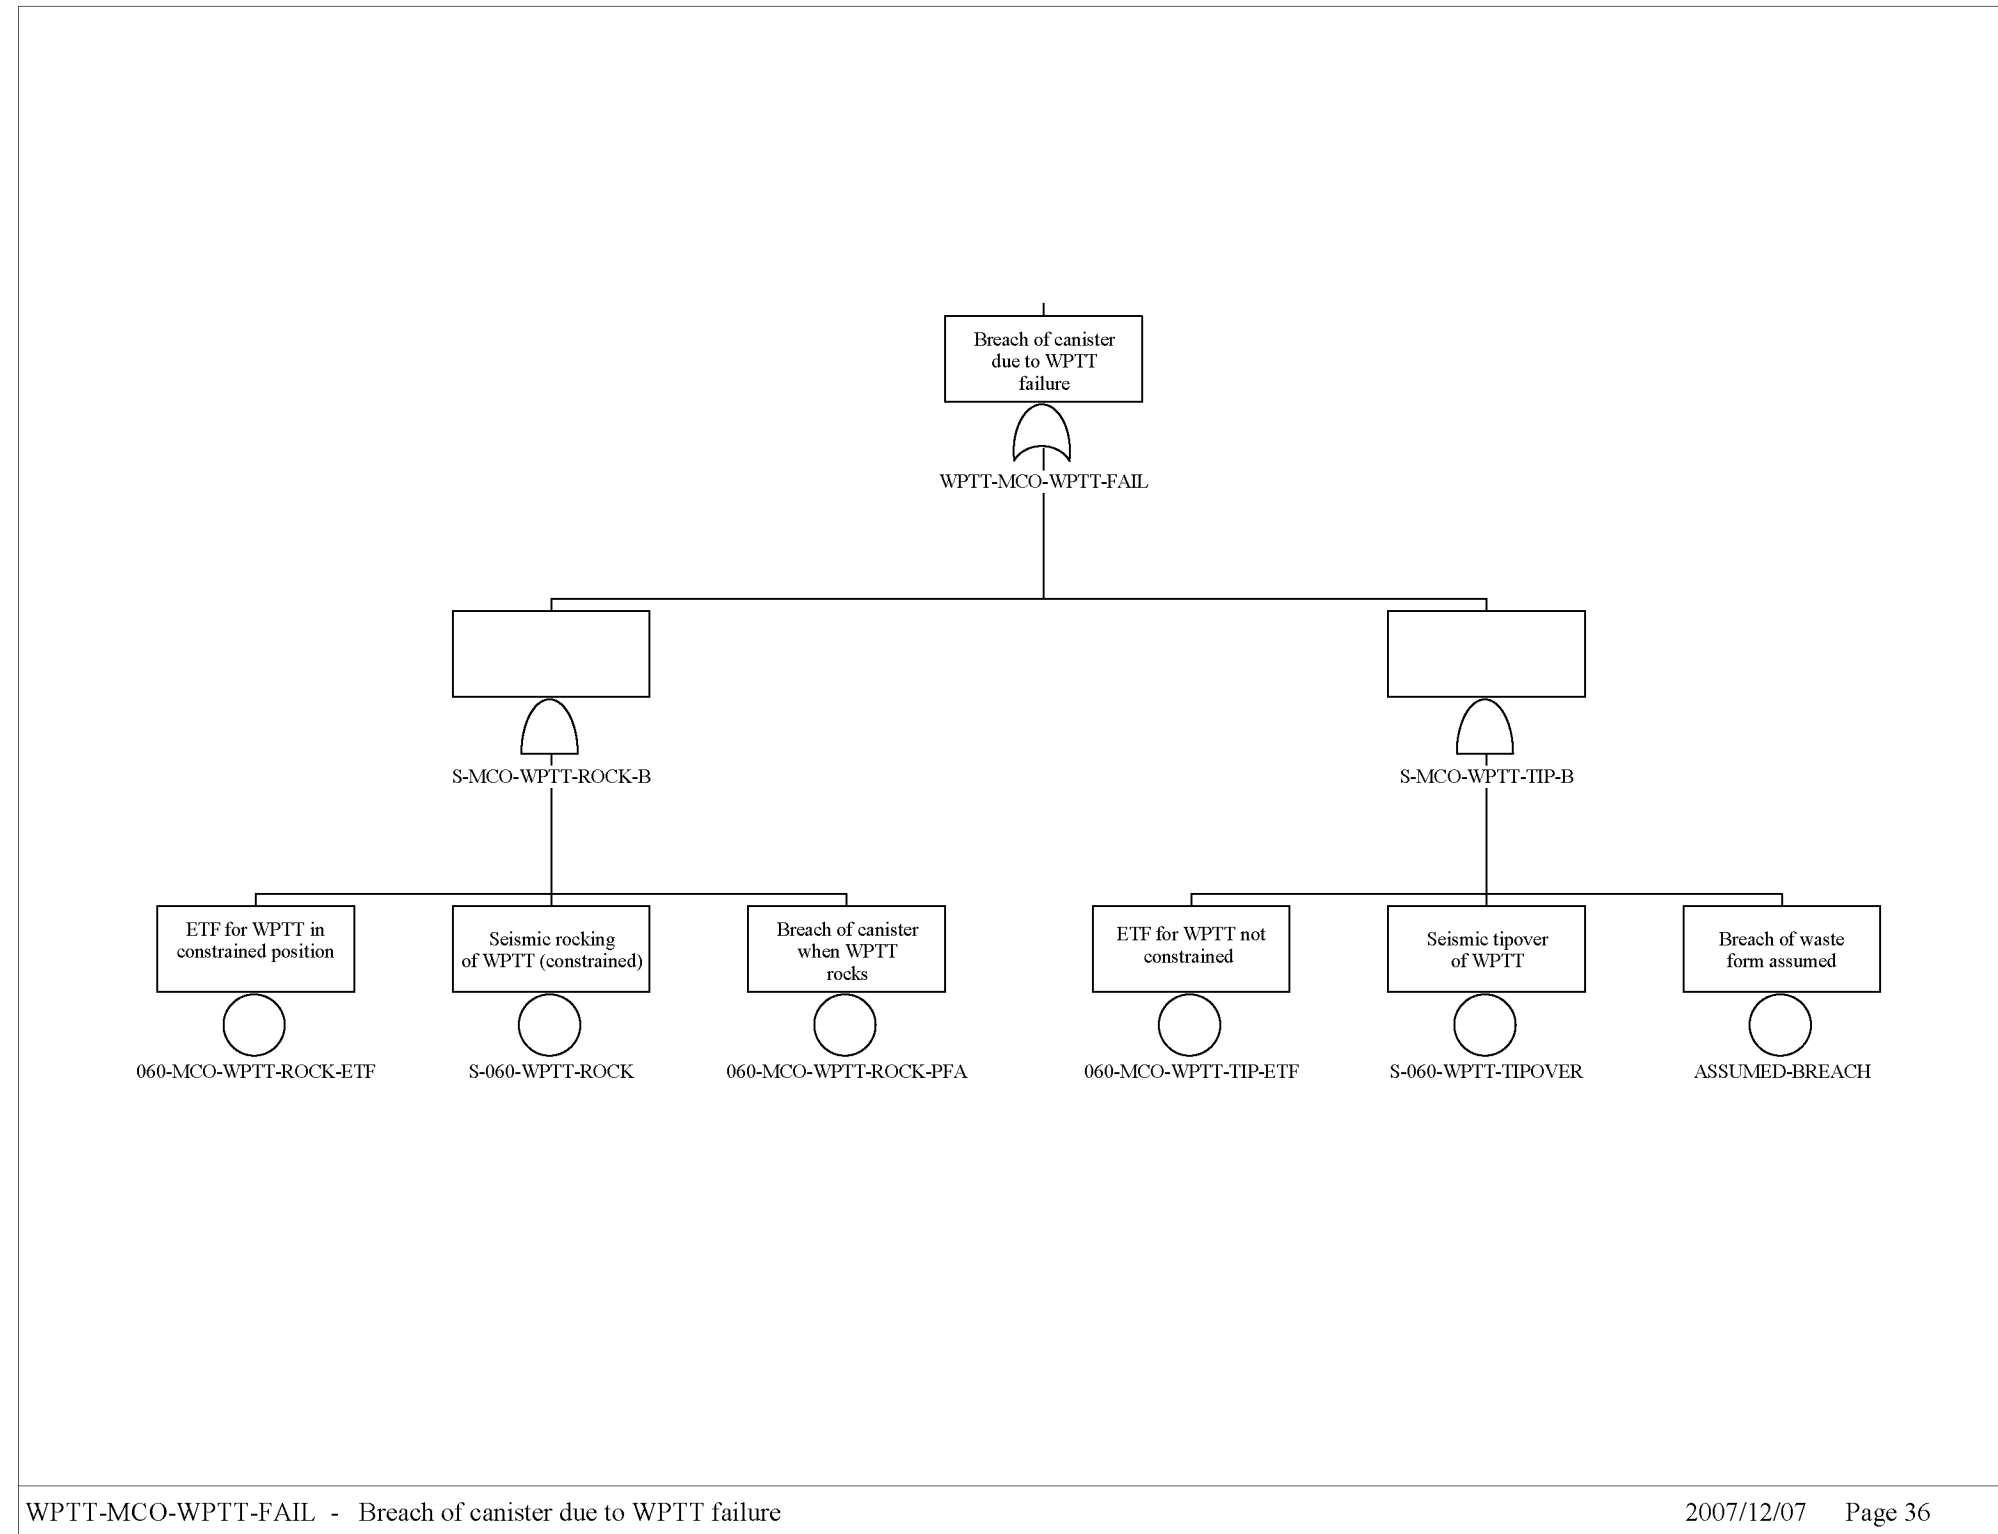 Breach of canister
due to WPTT
failure
WPTT-MCO-WPTT-FAIL
S-MCO-WPTT-ROCK-B
S-MCO-WPTT-TIP-B
ETF for WPTT in
constrained position
060-MCO-WPTT-ROCK-ETF
Seismic rocking
of WPTT (constrained)
S-060-WPTT-ROCK
Breach of canister
when WPTT
rocks
060-MCO-WPTT-ROCK-PFA
ETF for WPTT not
constrained
060-MCO-WPTT-TIP-ETF
Seismic tipover
of WPTT
S-060-WPTT-TIPOVER
Breach of waste
form assumed
ASSUMED-BREACH
WPTT-MCO-WPTT-FAIL - Breach of canister due to WPTT failure
2007/12/07 Page 36